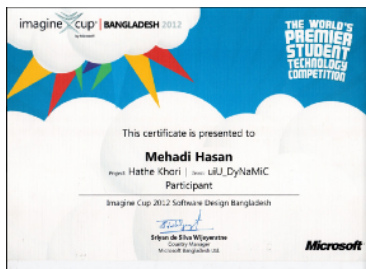 imagine cup | BANGLADESH 2012
by Microsoft
THE WORLD'S
PREMIER
STUDENT
TECHNOLOGY
COMPETITION
This certificate is presented to
Mehadi Hasan
Project: Hathe Khori | Team: uiU_DyNaMiC
Participant
Imagine Cup 2012 Software Design Bangladesh
Sriyan de Silva Wijeyeratne
Country Manager
Microsoft Bangladesh Ltd.
Microsoft